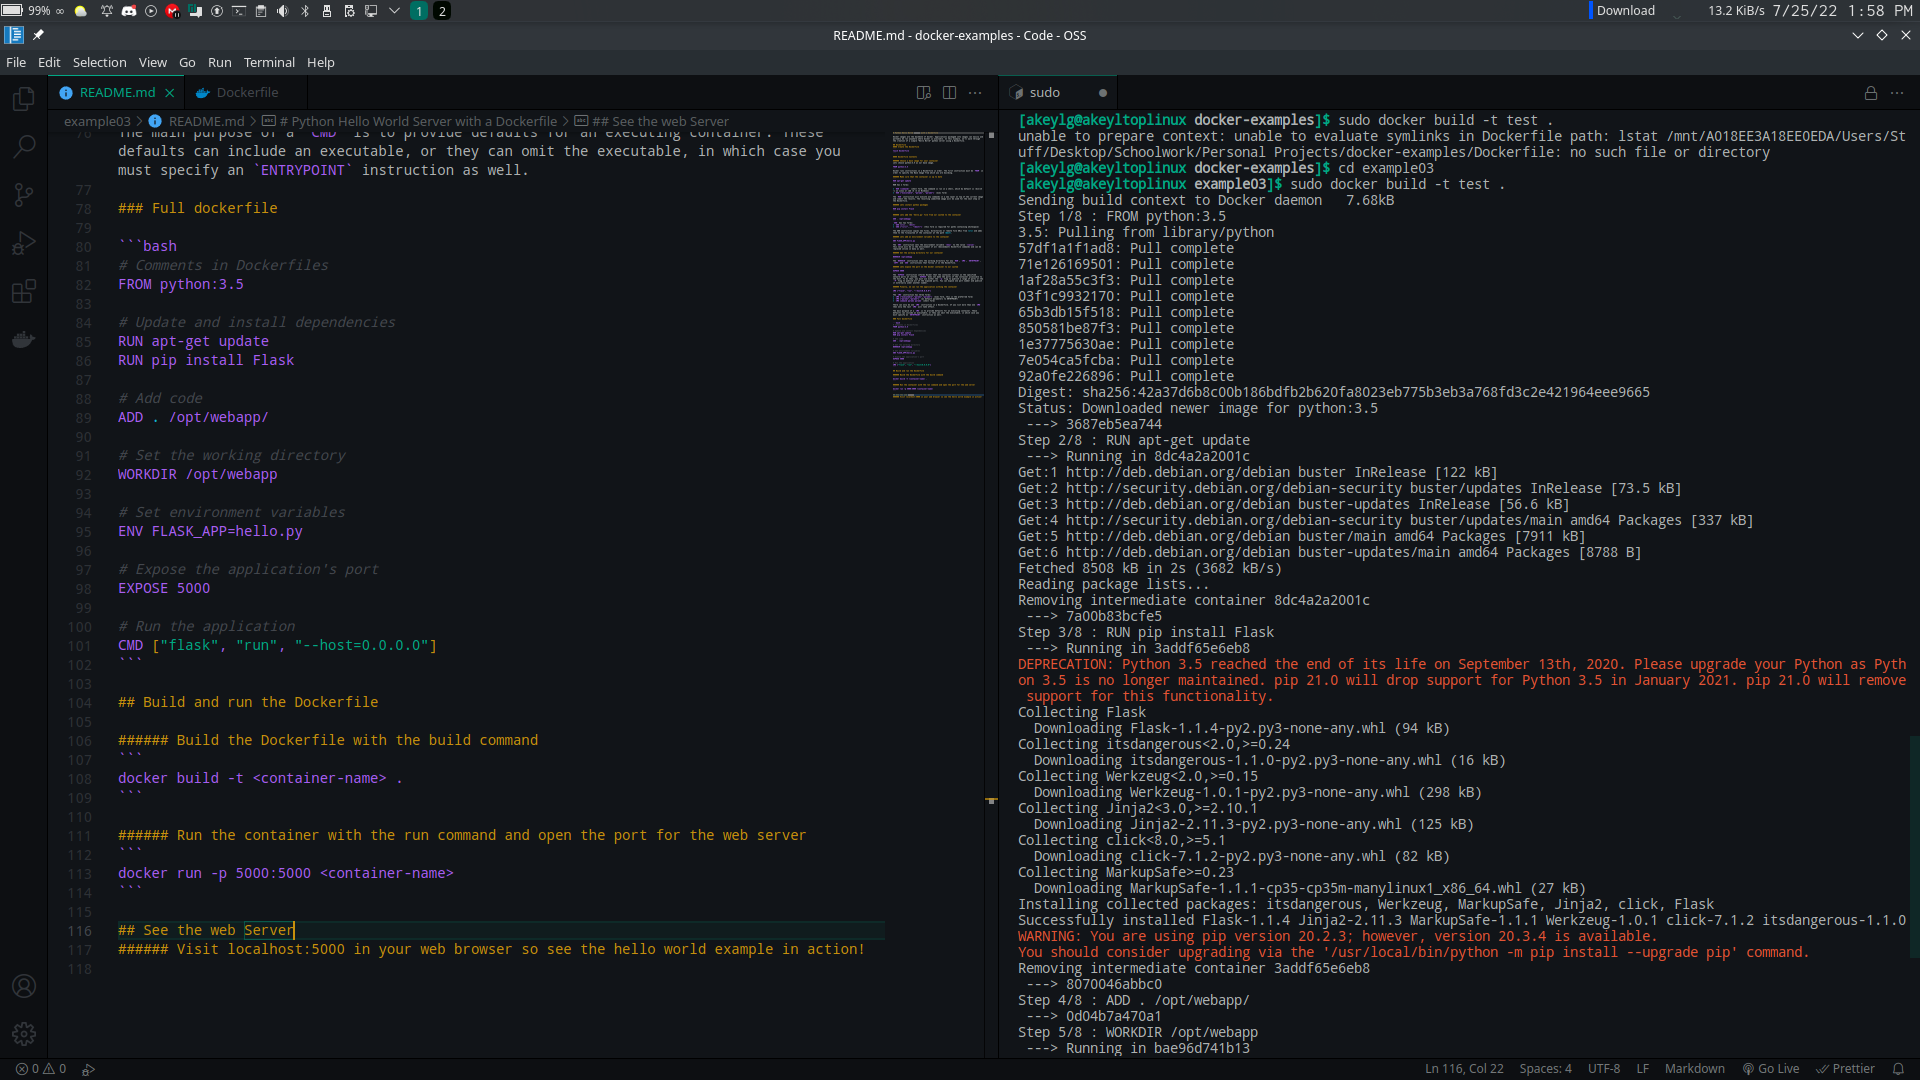 99% ∞
1
2
Download
13.2 KiB/s 7/25/22 1:58 PM
README.md - docker-examples - Code - OSS
File Edit Selection View Go Run Terminal Help
README.md
Dockerfile
example03 > README.md > # Python Hello World Server with a Dockerfile > ## See the web Server
76 The main purpose of a `CMD` is to provide defaults for an executing container. These
defaults can include an executable, or they can omit the executable, in which case you
must specify an `ENTRYPOINT` instruction as well.
77
78 ### Full dockerfile
79
80 ```bash
81 # Comments in Dockerfiles
82 FROM python:3.5
83
84 # Update and install dependencies
85 RUN apt-get update
86 RUN pip install Flask
87
88 # Add code
89 ADD . /opt/webapp/
90
91 # Set the working directory
92 WORKDIR /opt/webapp
93
94 # Set environment variables
95 ENV FLASK_APP=hello.py
96
97 # Expose the application's port
98 EXPOSE 5000
99
100 # Run the application
101 CMD ["flask", "run", "--host=0.0.0.0"]
102 ```
103
104 ## Build and run the Dockerfile
105
106 ###### Build the Dockerfile with the build command
107 ```
108 docker build -t <container-name> .
109 ```
110
111 ###### Run the container with the run command and open the port for the web server
112 ```
113 docker run -p 5000:5000 <container-name>
114 ```
115
116 ## See the web Server
117 ###### Visit localhost:5000 in your web browser so see the hello world example in action!
118
sudo
[akeylg@akeyltoplinux docker-examples]$ sudo docker build -t test .
unable to prepare context: unable to evaluate symlinks in Dockerfile path: lstat /mnt/A018EE3A18EE0EDA/Users/St
uff/Desktop/Schoolwork/Personal Projects/docker-examples/Dockerfile: no such file or directory
[akeylg@akeyltoplinux docker-examples]$ cd example03
[akeylg@akeyltoplinux example03]$ sudo docker build -t test .
Sending build context to Docker daemon   7.68kB
Step 1/8 : FROM python:3.5
3.5: Pulling from library/python
57df1a1f1ad8: Pull complete
71e126169501: Pull complete
1af28a55c3f3: Pull complete
03f1c9932170: Pull complete
65b3db15f518: Pull complete
850581be87f3: Pull complete
1e37775630ae: Pull complete
7e054ca5fcba: Pull complete
92a0fe226896: Pull complete
Digest: sha256:42a37d6b8c00b186bdfb2b620fa8023eb775b3eb3a768fd3c2e421964eee9665
Status: Downloaded newer image for python:3.5
 ---> 3687eb5ea744
Step 2/8 : RUN apt-get update
 ---> Running in 8dc4a2a2001c
Get:1 http://deb.debian.org/debian buster InRelease [122 kB]
Get:2 http://security.debian.org/debian-security buster/updates InRelease [73.5 kB]
Get:3 http://deb.debian.org/debian buster-updates InRelease [56.6 kB]
Get:4 http://security.debian.org/debian-security buster/updates/main amd64 Packages [337 kB]
Get:5 http://deb.debian.org/debian buster/main amd64 Packages [7911 kB]
Get:6 http://deb.debian.org/debian buster-updates/main amd64 Packages [8788 B]
Fetched 8508 kB in 2s (3682 kB/s)
Reading package lists...
Removing intermediate container 8dc4a2a2001c
 ---> 7a00b83bcfe5
Step 3/8 : RUN pip install Flask
 ---> Running in 3addf65e6eb8
DEPRECATION: Python 3.5 reached the end of its life on September 13th, 2020. Please upgrade your Python as Pyth
on 3.5 is no longer maintained. pip 21.0 will drop support for Python 3.5 in January 2021. pip 21.0 will remove
 support for this functionality.
Collecting Flask
  Downloading Flask-1.1.4-py2.py3-none-any.whl (94 kB)
Collecting itsdangerous<2.0,>=0.24
  Downloading itsdangerous-1.1.0-py2.py3-none-any.whl (16 kB)
Collecting Werkzeug<2.0,>=0.15
  Downloading Werkzeug-1.0.1-py2.py3-none-any.whl (298 kB)
Collecting Jinja2<3.0,>=2.10.1
  Downloading Jinja2-2.11.3-py2.py3-none-any.whl (125 kB)
Collecting click<8.0,>=5.1
  Downloading click-7.1.2-py2.py3-none-any.whl (82 kB)
Collecting MarkupSafe>=0.23
  Downloading MarkupSafe-1.1.1-cp35-cp35m-manylinux1_x86_64.whl (27 kB)
Installing collected packages: itsdangerous, Werkzeug, MarkupSafe, Jinja2, click, Flask
Successfully installed Flask-1.1.4 Jinja2-2.11.3 MarkupSafe-1.1.1 Werkzeug-1.0.1 click-7.1.2 itsdangerous-1.1.0
WARNING: You are using pip version 20.2.3; however, version 20.3.4 is available.
You should consider upgrading via the '/usr/local/bin/python -m pip install --upgrade pip' command.
Removing intermediate container 3addf65e6eb8
 ---> 8070046abbc0
Step 4/8 : ADD . /opt/webapp/
 ---> 0d04b7a470a1
Step 5/8 : WORKDIR /opt/webapp
 ---> Running in bae96d741b13
0 0
Ln 116, Col 22 Spaces: 4 UTF-8 LF Markdown Go Live Prettier